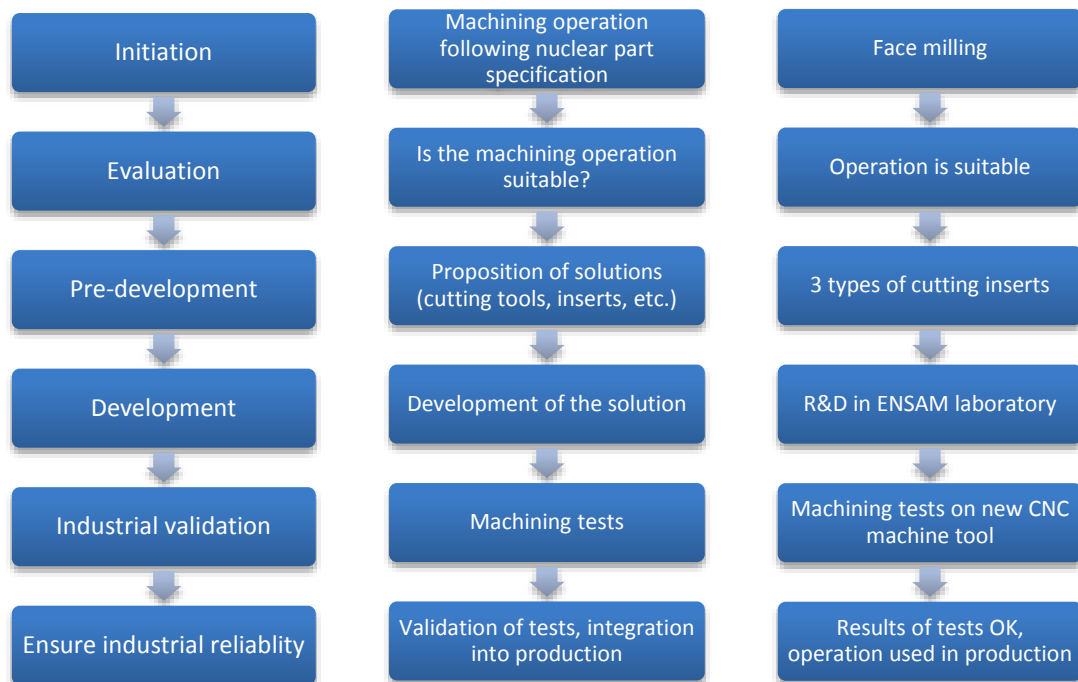 Initiation
Evaluation
Pre-development
Development
Industrial validation
Ensure industrial reliablity
Machining operation
following nuclear part
specification
Is the machining operation
suitable?
Proposition of solutions
(cutting tools, inserts, etc.)
Development of the solution
Machining tests
Validation of tests, integration
into production
Face milling
Operation is suitable
3 types of cutting inserts
R&D in ENSAM laboratory
Machining tests on new CNC
machine tool
Results of tests OK,
operation used in production